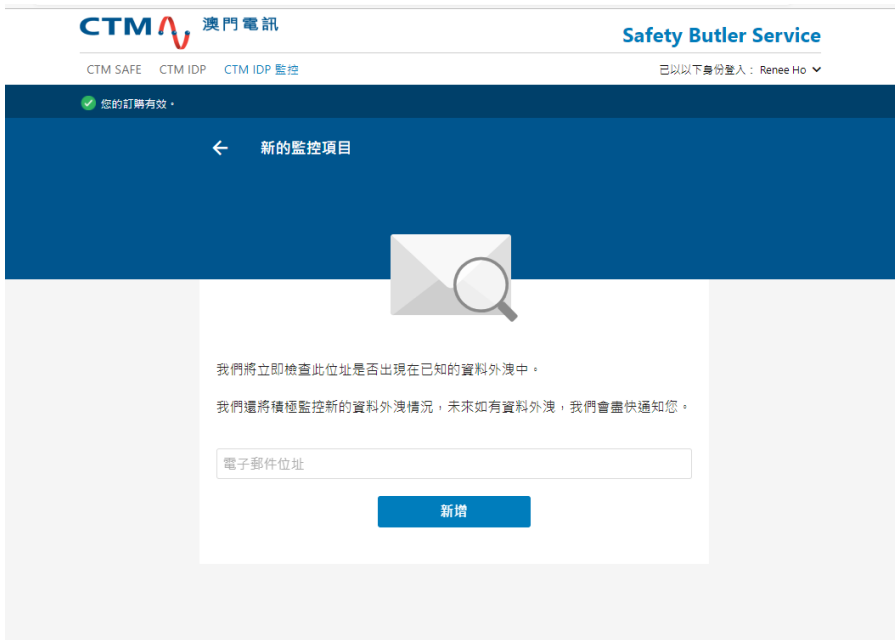 CTM 澳門電訊
Safety Butler Service
CTM SAFE CTM IDP CTM IDP 監控
已以以下身份登入： Renee Ho
您的訂購有效。
新的監控項目
我們將立即檢查此位址是否出現在已知的資料外洩中。
我們還將積極監控新的資料外洩情況，未來如有資料外洩，我們會盡快通知您。
電子郵件位址
新增